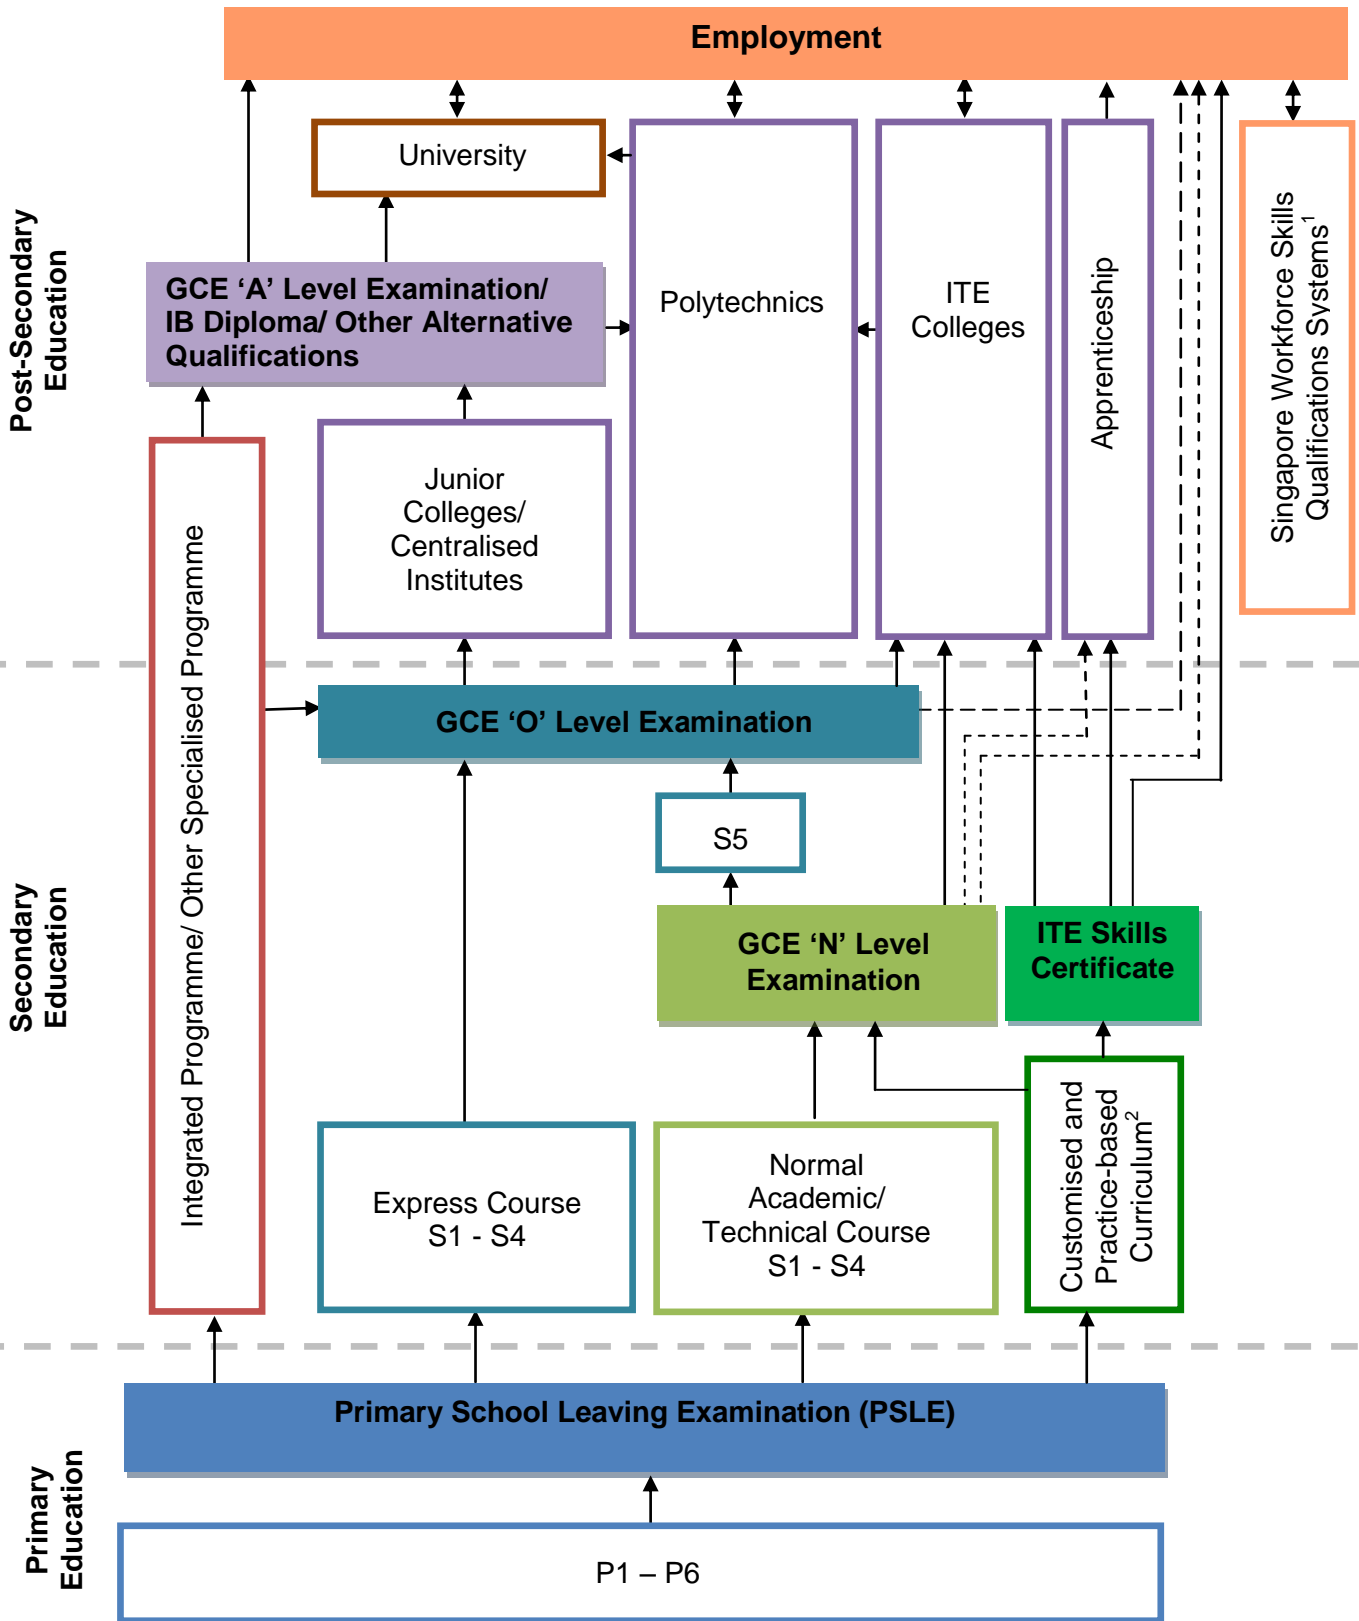 Employment
University
Post-Secondary
Education
GCE ‘A’ Level Examination/
IB Diploma/ Other Alternative
Qualifications
Polytechnics
ITE
Colleges
Apprenticeship
Singapore Workforce Skills
Qualifications Systems¹
Junior
Colleges/
Centralised
Institutes
Integrated Programme/ Other Specialised Programme
GCE ‘O’ Level Examination
S5
Secondary
Education
GCE ‘N’ Level
Examination
ITE Skills
Certificate
Express Course
S1 - S4
Normal
Academic/
Technical Course
S1 - S4
Customised and
Practice-based
Curriculum²
Primary School Leaving Examination (PSLE)
Primary
Education
P1 – P6